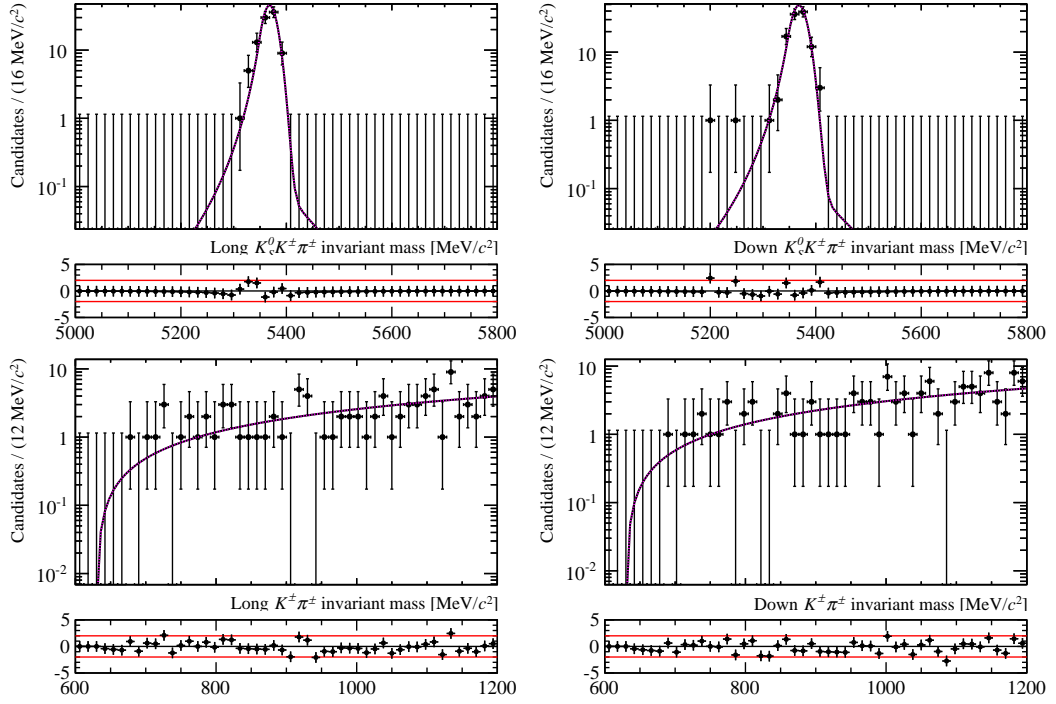 Candidates / (16 MeV/c²)
10
1
10⁻¹
Long K⁰ₛK±π± invariant mass [MeV/c²]
5
0
-5
5000 5200 5400 5600 5800
Candidates / (16 MeV/c²)
10
1
10⁻¹
Down K⁰ₛK±π± invariant mass [MeV/c²]
5
0
-5
5000 5200 5400 5600 5800
Candidates / (12 MeV/c²)
10
1
10⁻¹
10⁻²
Long K±π± invariant mass [MeV/c²]
5
0
-5
600 800 1000 1200
Candidates / (12 MeV/c²)
10
1
10⁻¹
10⁻²
Down K±π± invariant mass [MeV/c²]
5
0
-5
600 800 1000 1200